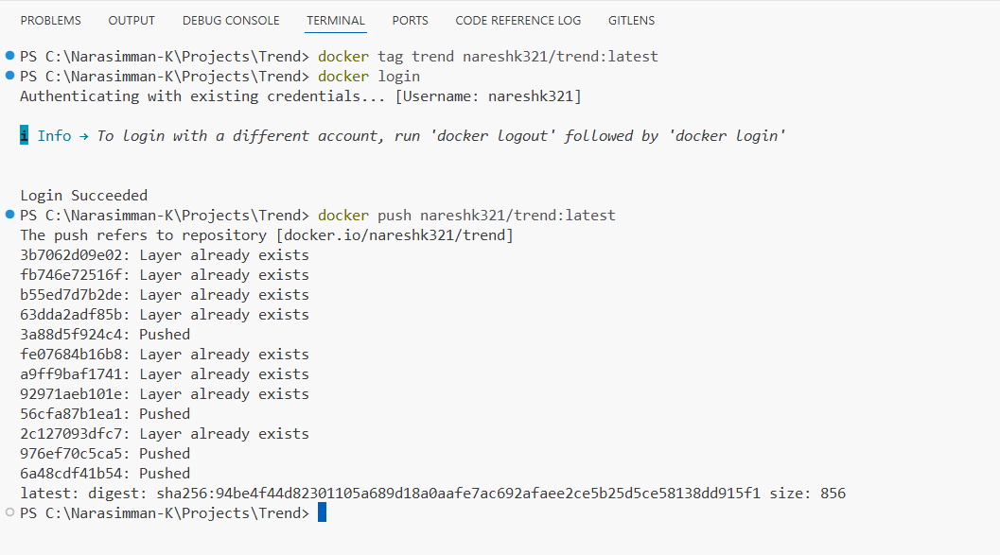 PROBLEMS OUTPUT DEBUG CONSOLE TERMINAL PORTS CODE REFERENCE LOG GITLENS
PS C:\Narasimman-K\Projects\Trend> docker tag trend nareshk321/trend:latest
PS C:\Narasimman-K\Projects\Trend> docker login
Authenticating with existing credentials... [Username: nareshk321]
i Info → To login with a different account, run 'docker logout' followed by 'docker login'
Login Succeeded
PS C:\Narasimman-K\Projects\Trend> docker push nareshk321/trend:latest
The push refers to repository [docker.io/nareshk321/trend]
3b7062d09e02: Layer already exists
fb746e72516f: Layer already exists
b55ed7d7b2de: Layer already exists
63dda2adf85b: Layer already exists
3a88d5f924c4: Pushed
fe07684b16b8: Layer already exists
a9ff9baf1741: Layer already exists
92971aeb101e: Layer already exists
56cfa87b1ea1: Pushed
2c127093dfc7: Layer already exists
976ef70c5ca5: Pushed
6a48cdf41b54: Pushed
latest: digest: sha256:94be4f44d82301105a689d18a0aafe7ac692afaee2ce5b25d5ce58138dd915f1 size: 856
PS C:\Narasimman-K\Projects\Trend>